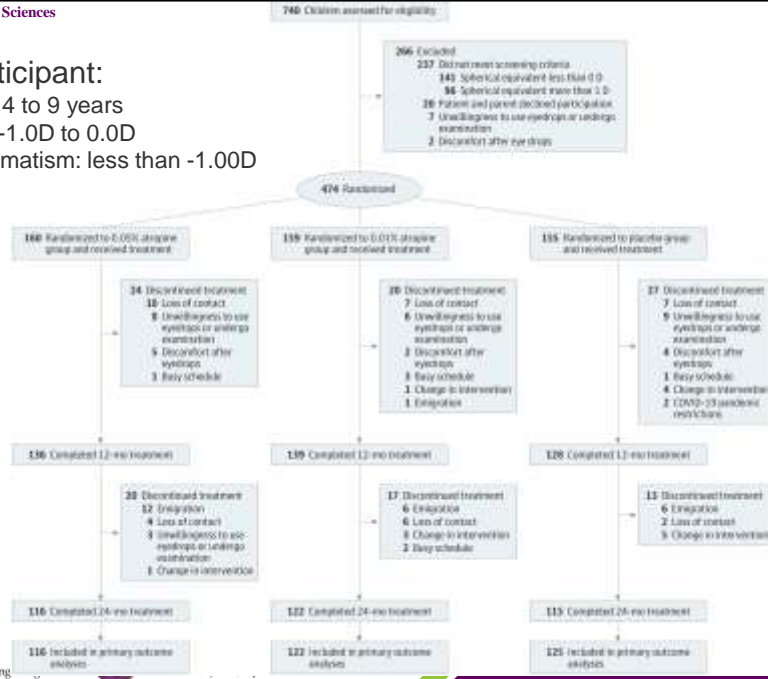 Sciences
740 Children assessed for eligibility
266 Excluded
237 Did not meet screening criteria
141 Spherical equivalent less than 0 D
96 Spherical equivalent more than 1 D
20 Patient and parent declined participation
7 Unwillingness to use eyedrops or undergo
examination
2 Discomfort after eye drops
ticipant:
4 to 9 years
-1.0D to 0.0D
matism: less than -1.00D
474 Randomized
160 Randomized to 0.05% atropine
group and received treatment
159 Randomized to 0.01% atropine
group and received treatment
155 Randomized to placebo group
and received treatment
24 Discontinued treatment
10 Loss of contact
8 Unwillingness to use
eyedrops or undergo
examination
5 Discomfort after
eyedrops
1 Busy schedule
20 Discontinued treatment
7 Loss of contact
6 Unwillingness to use
eyedrops or undergo
examination
2 Discomfort after
eyedrops
3 Busy schedule
1 Change in intervention
1 Emigration
27 Discontinued treatment
7 Loss of contact
9 Unwillingness to use
eyedrops or undergo
examination
4 Discomfort after
eyedrops
1 Busy schedule
4 Change in intervention
2 COVID-19 pandemic
restrictions
136 Completed 12-mo treatment
139 Completed 12-mo treatment
128 Completed 12-mo treatment
20 Discontinued treatment
12 Emigration
4 Loss of contact
3 Unwillingness to use
eyedrops or undergo
examination
1 Change in intervention
17 Discontinued treatment
6 Emigration
6 Loss of contact
3 Change in intervention
2 Busy schedule
13 Discontinued treatment
6 Emigration
2 Loss of contact
5 Change in intervention
116 Completed 24-mo treatment
122 Completed 24-mo treatment
115 Completed 24-mo treatment
116 Included in primary outcome
analyses
122 Included in primary outcome
analyses
125 Included in primary outcome
analyses
ng